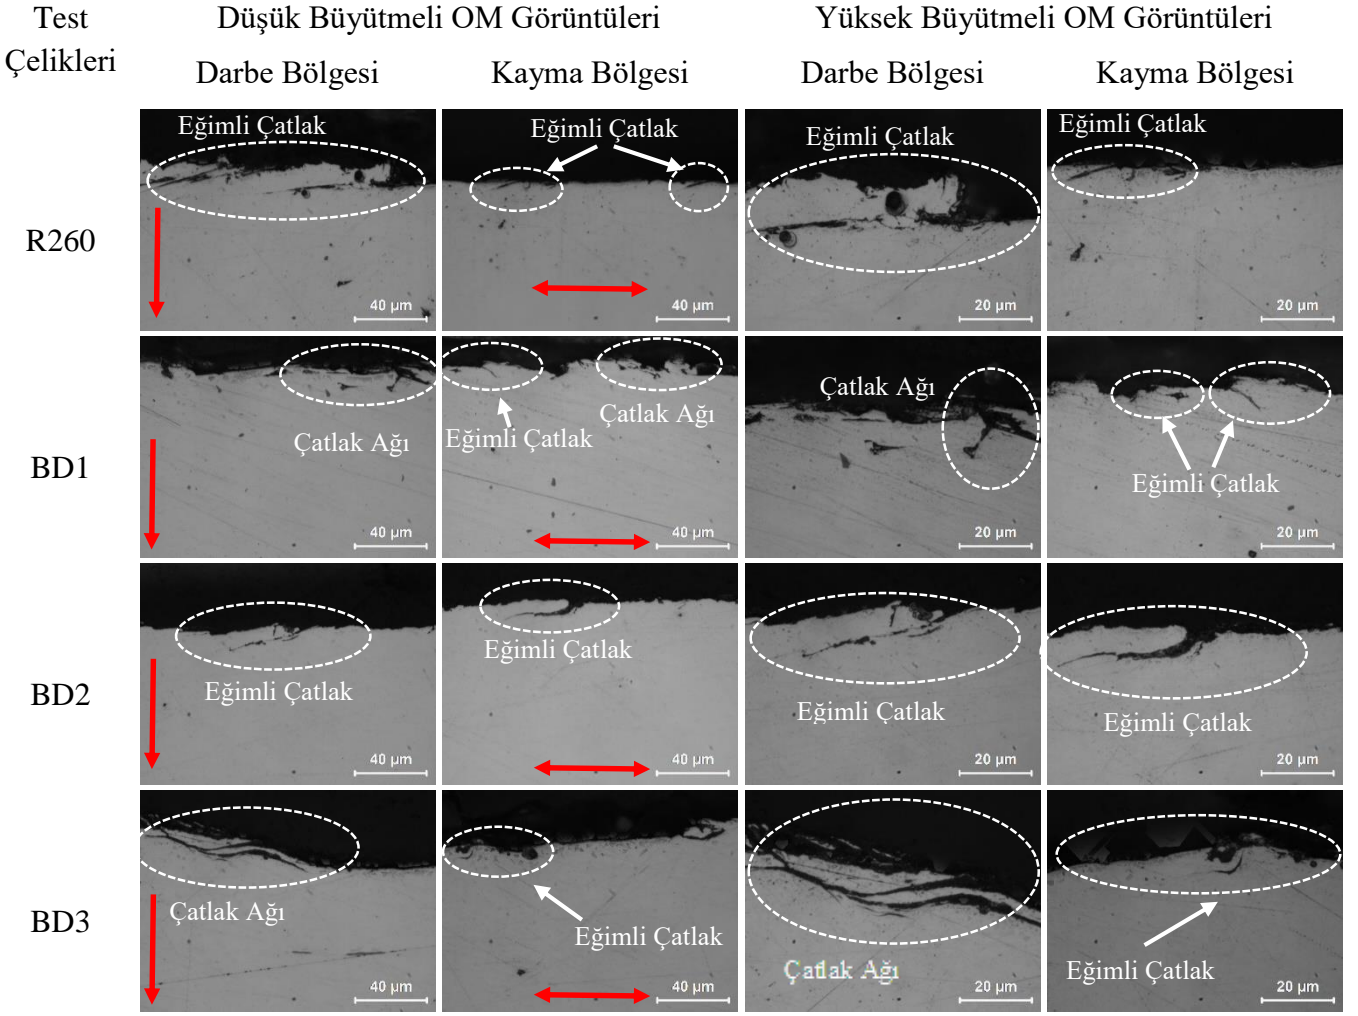 Test Çelikleri
Düşük Büyütmeli OM Görüntüleri
Yüksek Büyütmeli OM Görüntüleri
Darbe Bölgesi
Kayma Bölgesi
Darbe Bölgesi
Kayma Bölgesi
R260
Eğimli Çatlak
40 µm
Eğimli Çatlak
40 µm
Eğimli Çatlak
20 µm
Eğimli Çatlak
20 µm
BD1
Çatlak Ağı
40 µm
Eğimli Çatlak
Çatlak Ağı
40 µm
Çatlak Ağı
20 µm
Eğimli Çatlak
20 µm
BD2
Eğimli Çatlak
40 µm
Eğimli Çatlak
40 µm
Eğimli Çatlak
20 µm
Eğimli Çatlak
20 µm
BD3
Çatlak Ağı
40 µm
Eğimli Çatlak
40 µm
Çatlak Ağı
20 µm
Eğimli Çatlak
20 µm